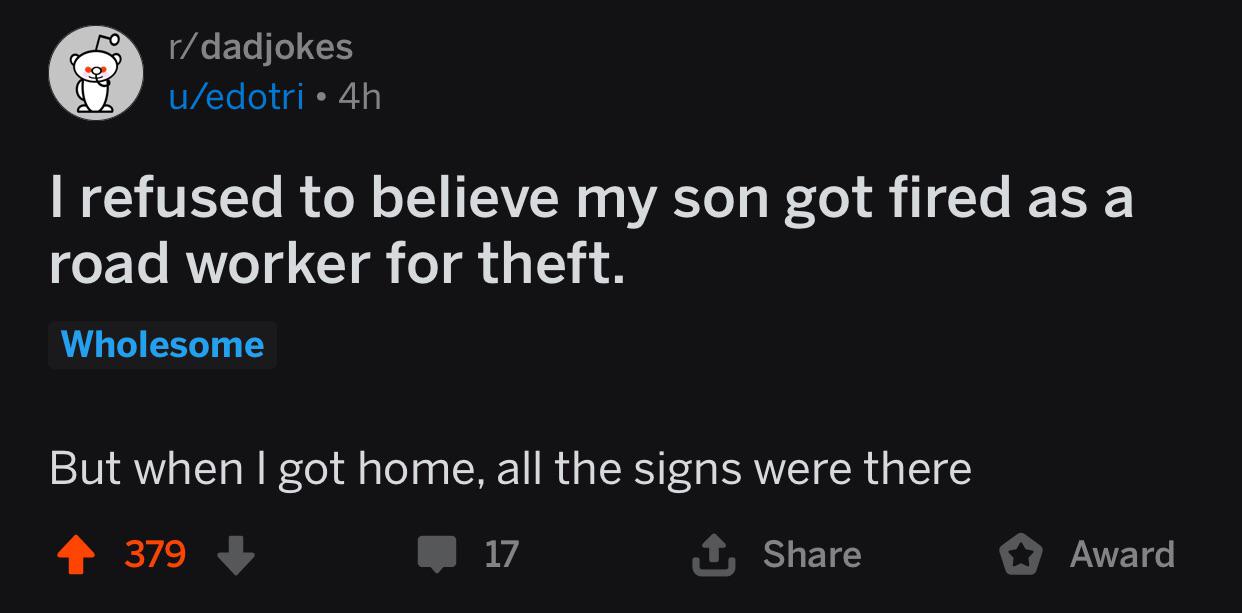 r/dadjokes
u/edotri • 4h
I refused to believe my son got fired as a
road worker for theft.
Wholesome
But when I got home, all the signs were there
379 17 Share Award